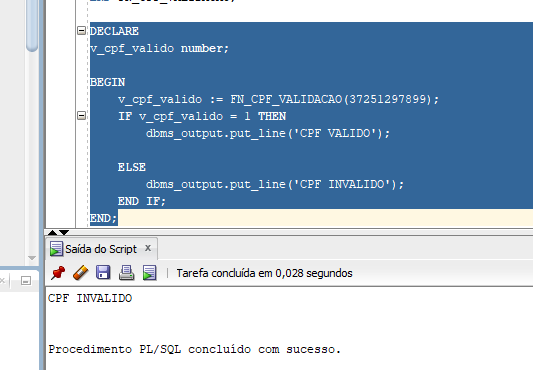 DECLARE
v_cpf_valido number;
BEGIN
v_cpf_valido := FN_CPF_VALIDACAO(37251297899);
IF v_cpf_valido = 1 THEN
dbms_output.put_line('CPF VALIDO');
ELSE
dbms_output.put_line('CPF INVALIDO');
END IF;
END;
Saída do Script x
Tarefa concluída em 0,028 segundos
CPF INVALIDO
Procedimento PL/SQL concluído com sucesso.